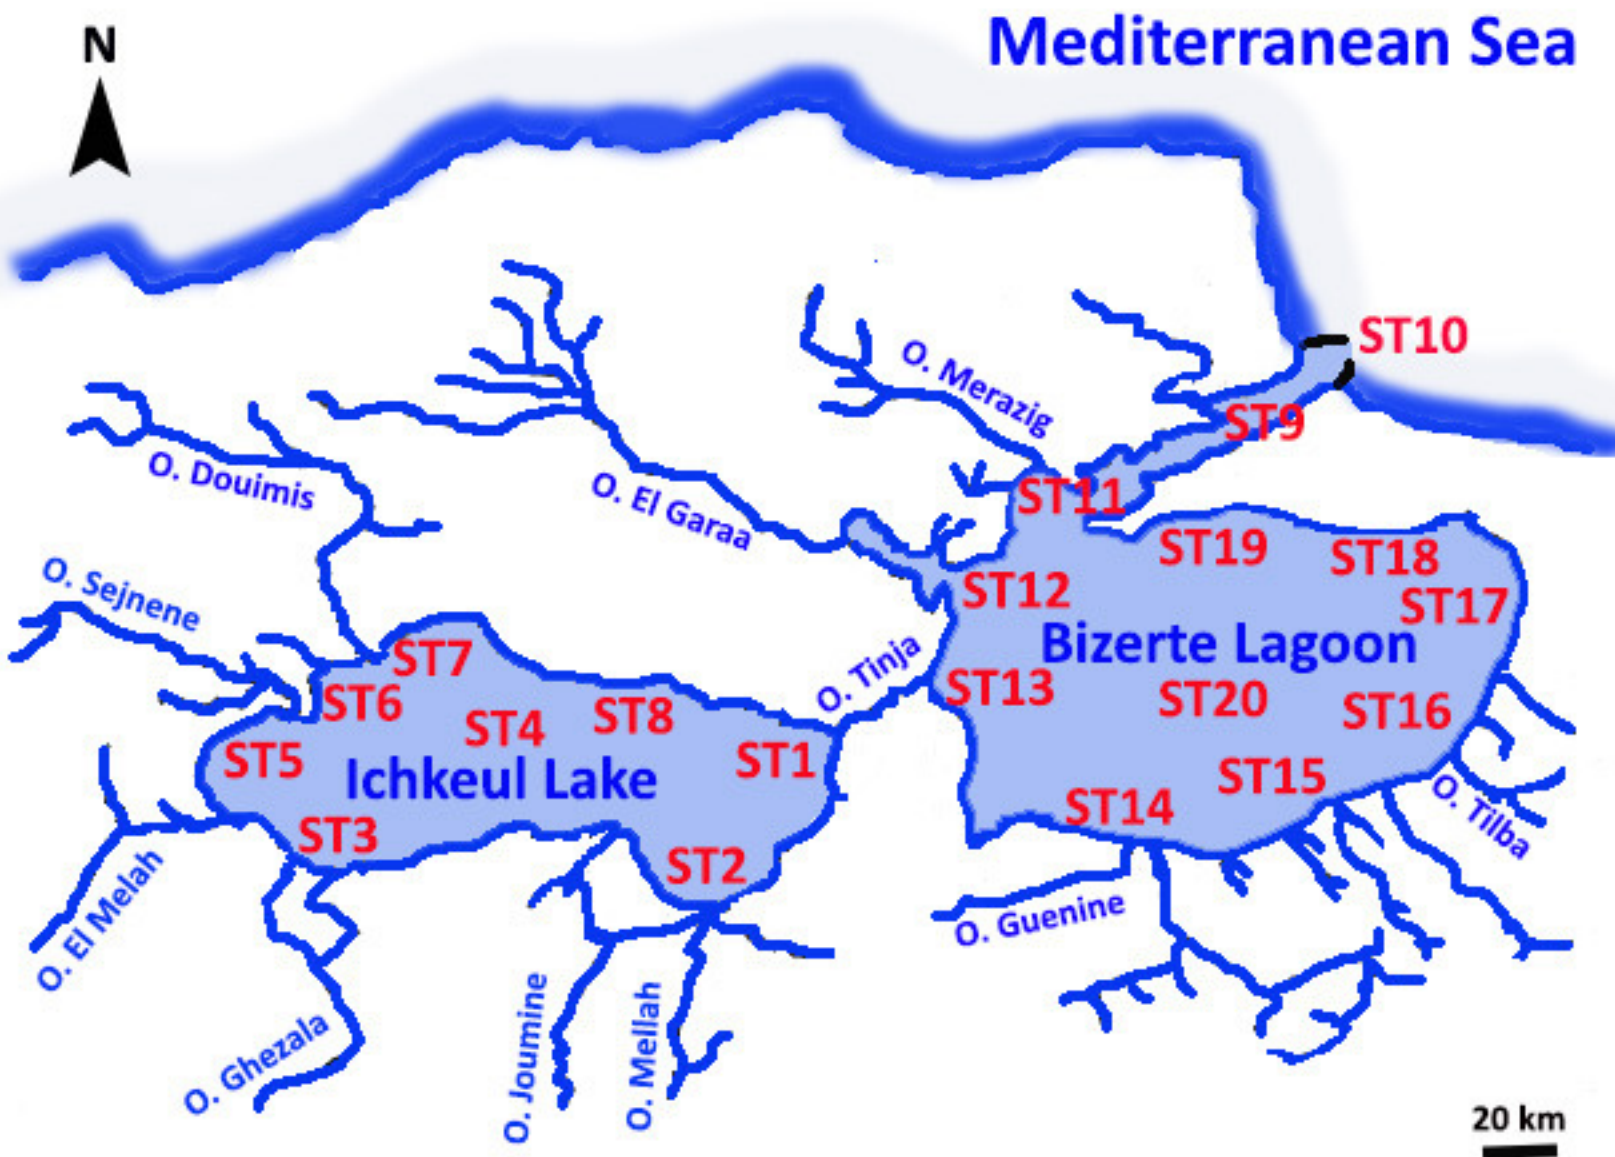 Mediterranean Sea
N
ST10
O. Merazig
ST9
O. Douimis
O. El Garaa
ST11
ST19
ST18
O. Sejnene
ST12
ST17
Bizerte Lagoon
ST7
O. Tinja
ST13
ST6
ST4
ST8
ST20
ST16
ST5
Ichkeul Lake
ST1
ST15
ST14
O. Tilba
ST3
ST2
O. El Melah
O. Guenine
O. Ghezala
O. Joumine
O. Mellah
20 km